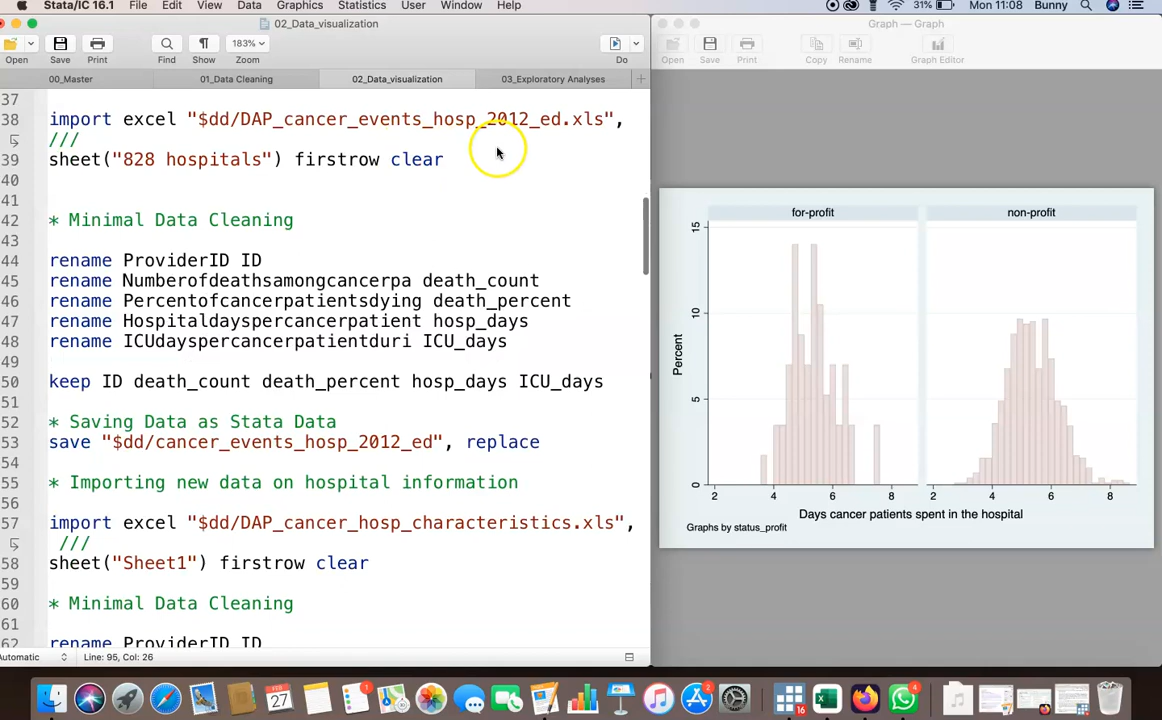 Stata/IC 16.1 File Edit View Data Graphics Statistics User Window Help 31% Mon 11:08 Bunny
02_Data_visualization
Open Save Print Find Show Zoom Do
183%
00_Master 01_Data Cleaning 02_Data_visualization 03_Exploratory Analyses +
37
38 import excel "$dd/DAP_cancer_events_hosp_2012_ed.xls",
///
39 sheet("828 hospitals") firstrow clear
40
41
42 * Minimal Data Cleaning
43
44 rename ProviderID ID
45 rename Numberofdeathsamongcancerpa death_count
46 rename Percentofcancerpatientsdying death_percent
47 rename Hospitaldayspercancerpatient hosp_days
48 rename ICUdayspercancerpatientduri ICU_days
49
50 keep ID death_count death_percent hosp_days ICU_days
51
52 * Saving Data as Stata Data
53 save "$dd/cancer_events_hosp_2012_ed", replace
54
55 * Importing new data on hospital information
56
57 import excel "$dd/DAP_cancer_hosp_characteristics.xls",
///
58 sheet("Sheet1") firstrow clear
59
60 * Minimal Data Cleaning
61
62 rename ProviderID ID
Automatic Line: 95, Col: 26
Graph — Graph
Open Save Print Copy Rename Graph Editor
for-profit non-profit
15
10
5
0
Percent
2 4 6 8 2 4 6 8
Days cancer patients spent in the hospital
Graphs by status_profit
FEB
27
1
2
16
4